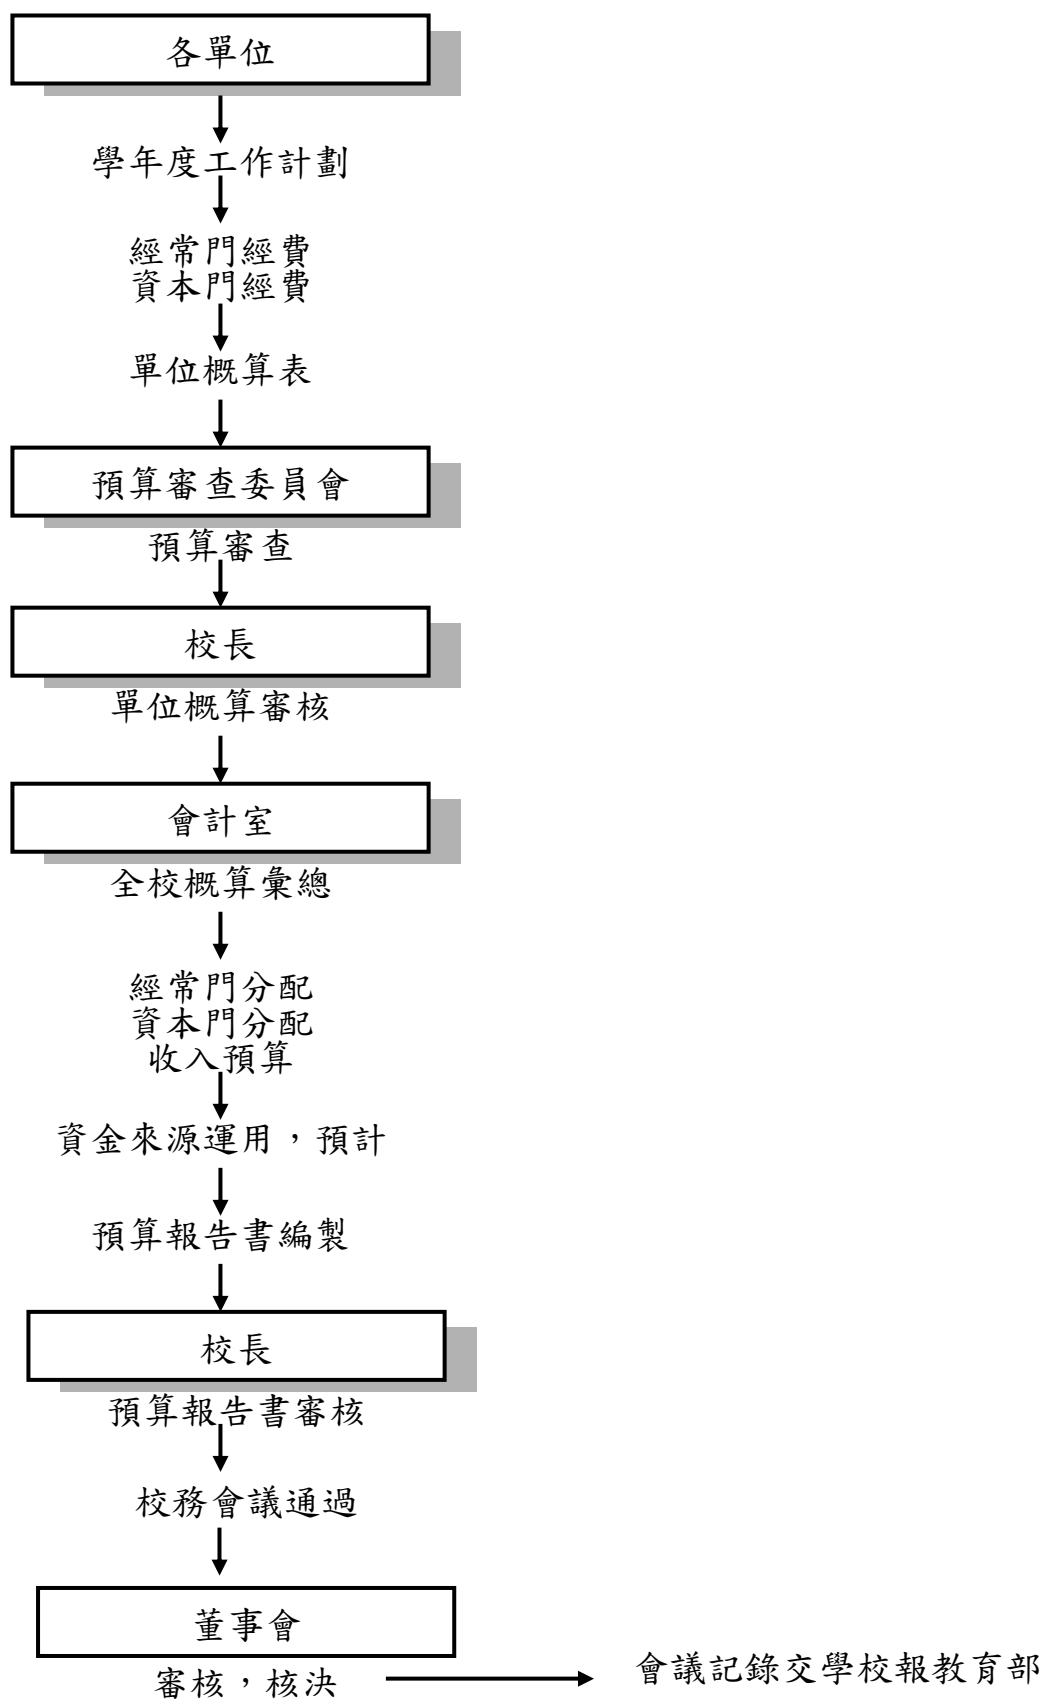 各單位
學年度工作計劃
經常門經費
資本門經費
單位概算表
預算審查委員會
預算審查
校長
單位概算審核
會計室
全校概算彙總
經常門分配
資本門分配
收入預算
資金來源運用，預計
預算報告書編製
校長
預算報告書審核
校務會議通過
董事會
審核，核決
會議記錄交學校報教育部